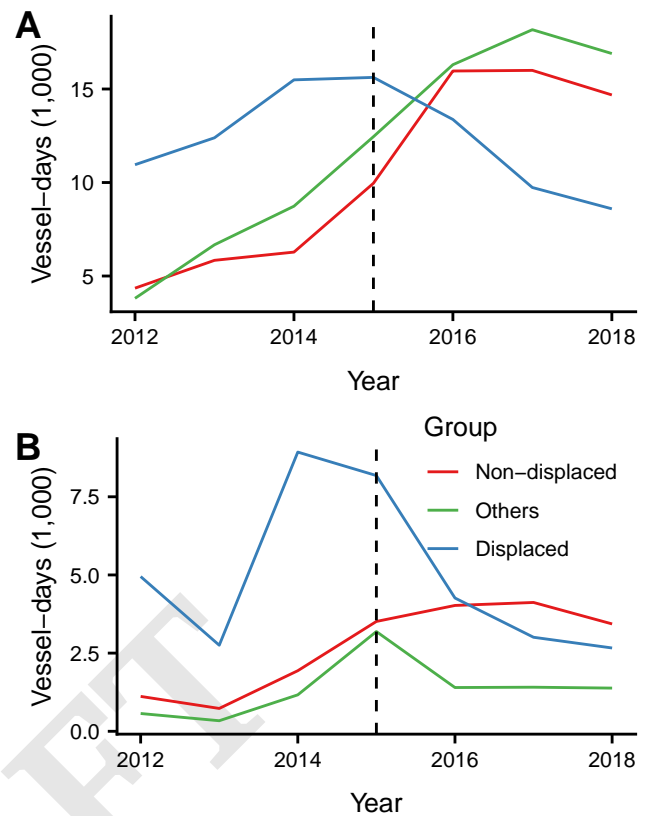 A
Vessel−days (1,000)
15
10
5
2012 2014 2016 2018
Year
B
Vessel−days (1,000)
Group
Non−displaced
Others
Displaced
7.5
5.0
2.5
0.0
2012 2014 2016 2018
Year
FT